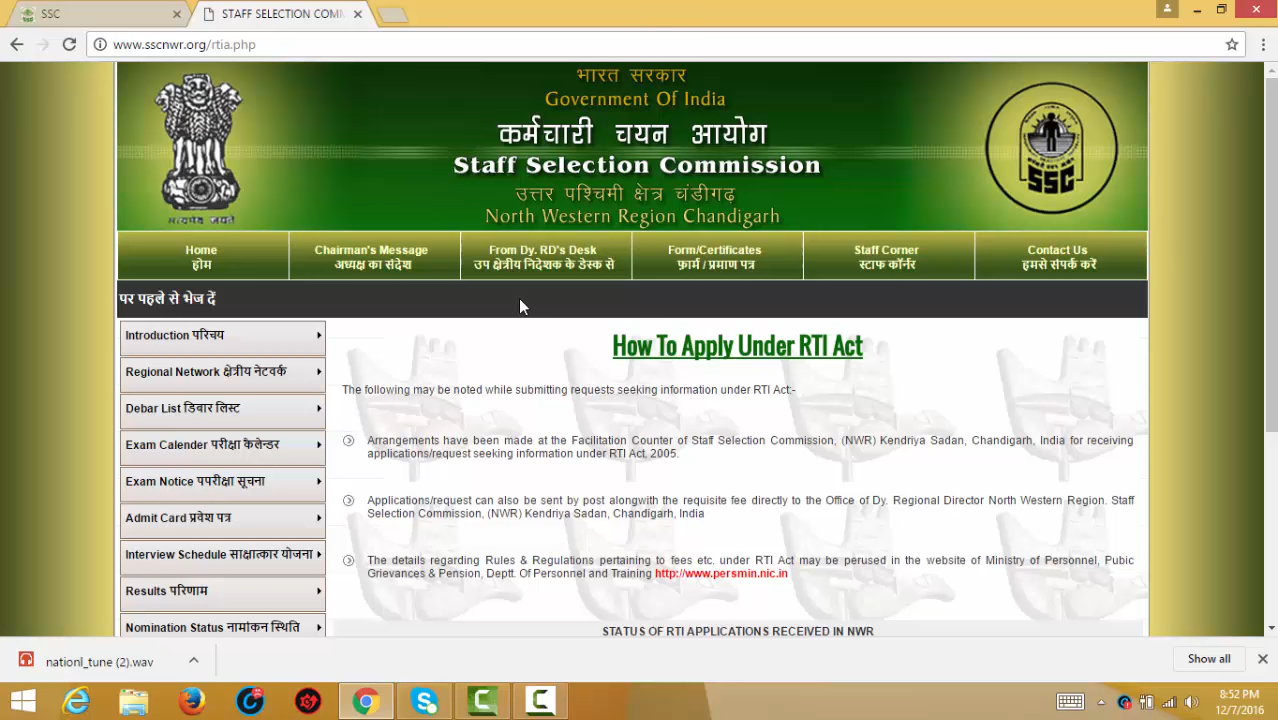 SSC
STAFF SELECTION COMM
www.sscnwr.org/rtia.php
भारत सरकार
Government Of India
कर्मचारी चयन आयोग
Staff Selection Commission
उत्तर पश्चिमी क्षेत्र चंडीगढ़
North Western Region Chandigarh
सत्यमेव जयते
SSC
Home
होम
Chairman's Message
अध्यक्ष का संदेश
From Dy. RD's Desk
उप क्षेत्रीय निदेशक के डेस्क से
Form/Certificates
फ़ार्म / प्रमाण पत्र
Staff Corner
स्टाफ कॉर्नर
Contact Us
हमसे संपर्क करें
पर पहले से भेज दें
Introduction परिचय
Regional Network क्षेत्रीय नेटवर्क
Debar List डिबार लिस्ट
Exam Calender परीक्षा केलेन्डर
Exam Notice पपरीक्षा सूचना
Admit Card प्रवेश पत्र
Interview Schedule साक्षात्कार योजना
Results परिणाम
Nomination Status नामांकन स्थिति
How To Apply Under RTI Act
The following may be noted while submitting requests seeking information under RTI Act:-
Arrangements have been made at the Facilitation Counter of Staff Selection Commission, (NWR) Kendriya Sadan, Chandigarh, India for receiving
applications/request seeking information under RTI Act, 2005.
Applications/request can also be sent by post alongwith the requisite fee directly to the Office of Dy. Regional Director North Western Region. Staff
Selection Commission, (NWR) Kendriya Sadan, Chandigarh, India
The details regarding Rules & Regulations pertaining to fees etc. under RTI Act may be perused in the website of Ministry of Personnel, Pubic
Grievances & Pension, Deptt. Of Personnel and Training http://www.persmin.nic.in
STATUS OF RTI APPLICATIONS RECEIVED IN NWR
nationl_tune (2).wav
Show all
8:52 PM
12/7/2016